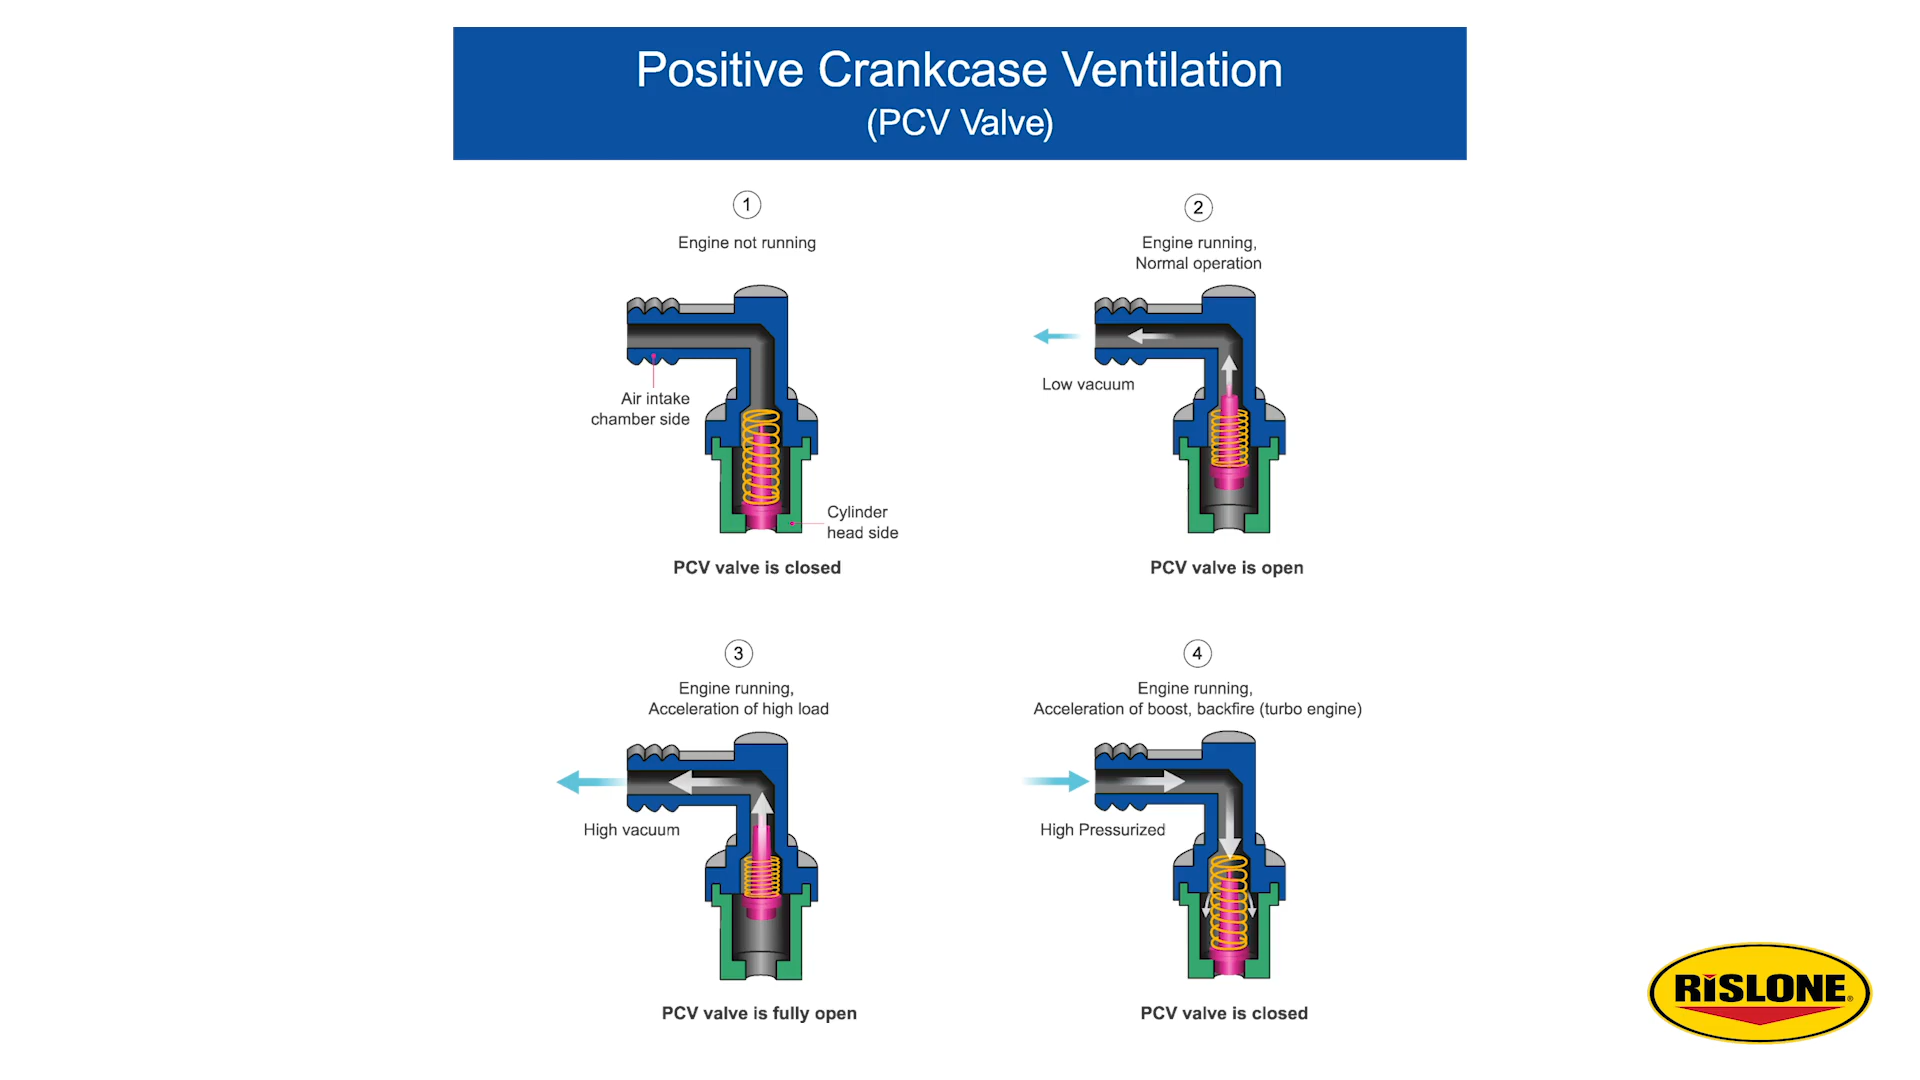 Positive Crankcase Ventilation
(PCV Valve)
1
Engine not running
Air intake
chamber side
Cylinder
head side
PCV valve is closed
2
Engine running,
Normal operation
Low vacuum
PCV valve is open
3
Engine running,
Acceleration of high load
High vacuum
PCV valve is fully open
4
Engine running,
Acceleration of boost, backfire (turbo engine)
High Pressurized
PCV valve is closed
RISLONE®